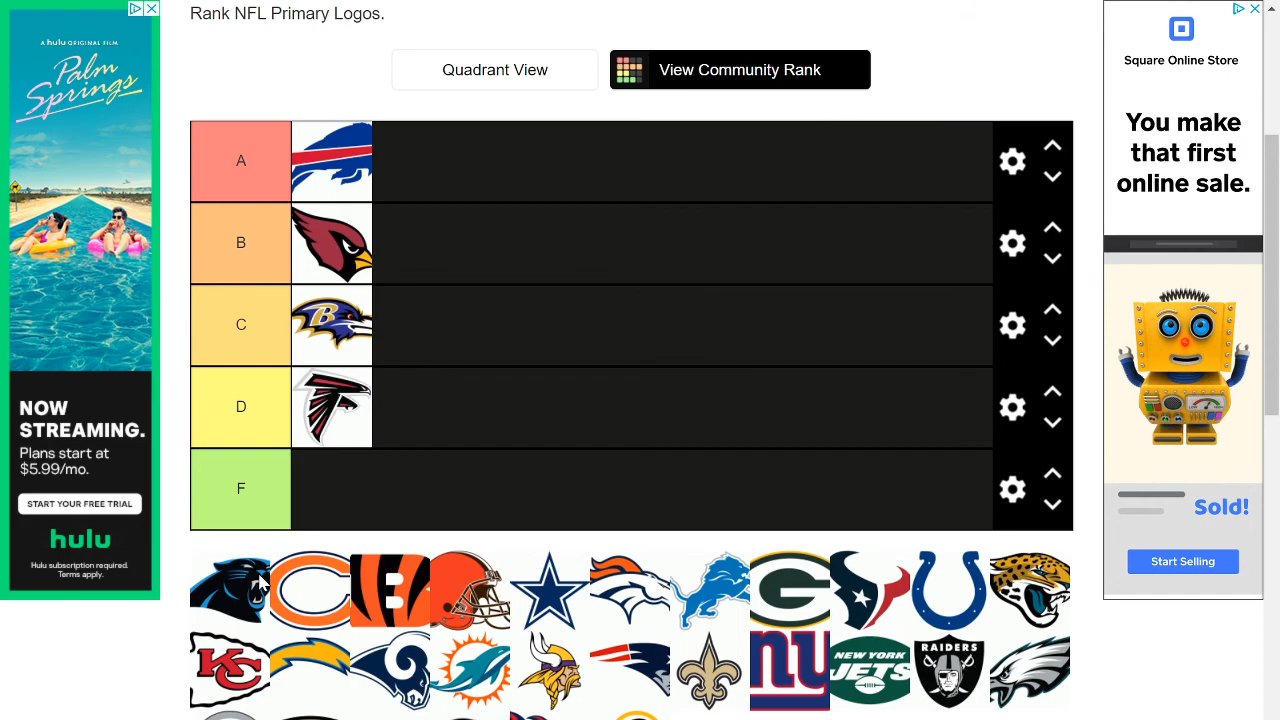 Rank NFL Primary Logos.
Quadrant View
View Community Rank
A
B
C
D
F
B
B
G
KC
ny
NEW YORK
JETS
RAIDERS
A hulu ORIGINAL FILM
Palm
Springs
NOW
STREAMING.
Plans start at
$5.99/mo.
START YOUR FREE TRIAL
hulu
Subscription required.
Terms apply.
Square Online Store
You make
that first
online sale.
Sold!
Start Selling